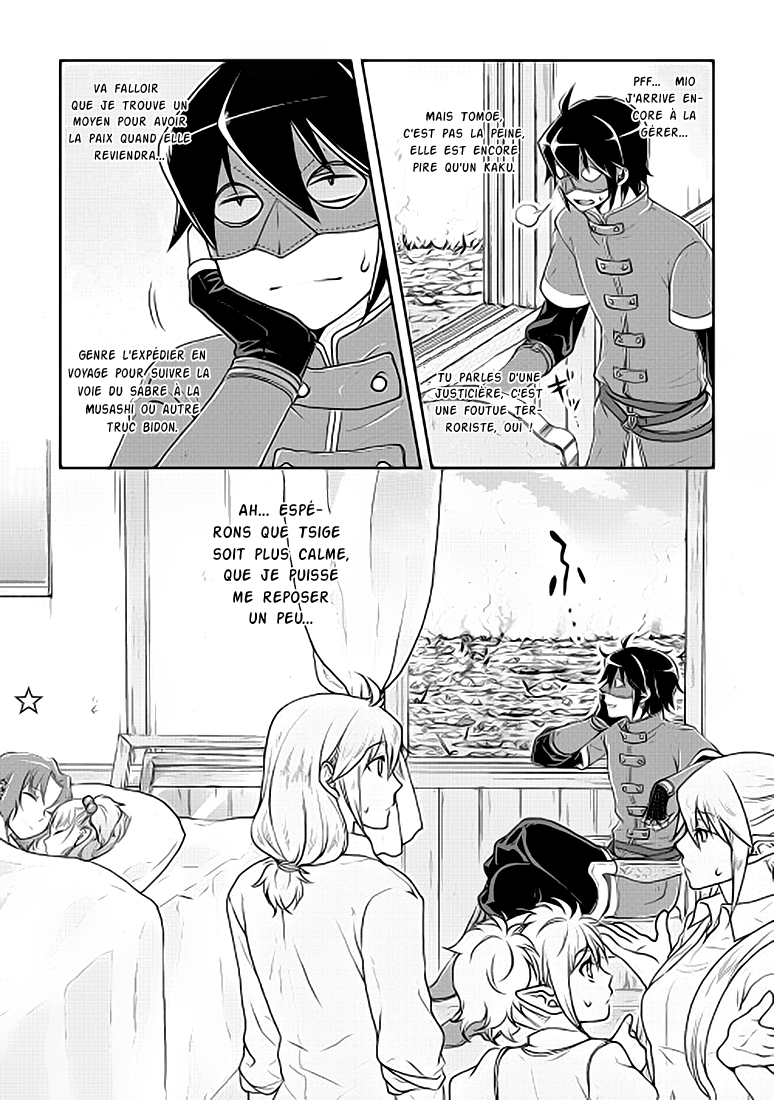 PFF... MIO
J'ARRIVE EN-
CORE À LA
GÉRER...
MAIS TOMOE,
C'EST PAS LA PEINE,
ELLE EST ENCORE
PIRE QU'UN KAKU.
TU PARLES D'UNE
JUSTICIÈRE, C'EST
UNE FOUTUE TER-
RORISTE, OUI !
VA FALLOIR
QUE JE TROUVE UN
MOYEN POUR AVOIR
LA PAIX QUAND ELLE
REVIENDRA...
GENRE L'EXPÉDIER EN
VOYAGE POUR SUIVRE LA
VOIE DU SABRE À LA
MUSASHI OU AUTRE
TRUC BIDON.
AH... ESPÉ-
RONS QUE TSIGE
SOIT PLUS CALME,
QUE JE PUISSE
ME REPOSER
UN PEU...